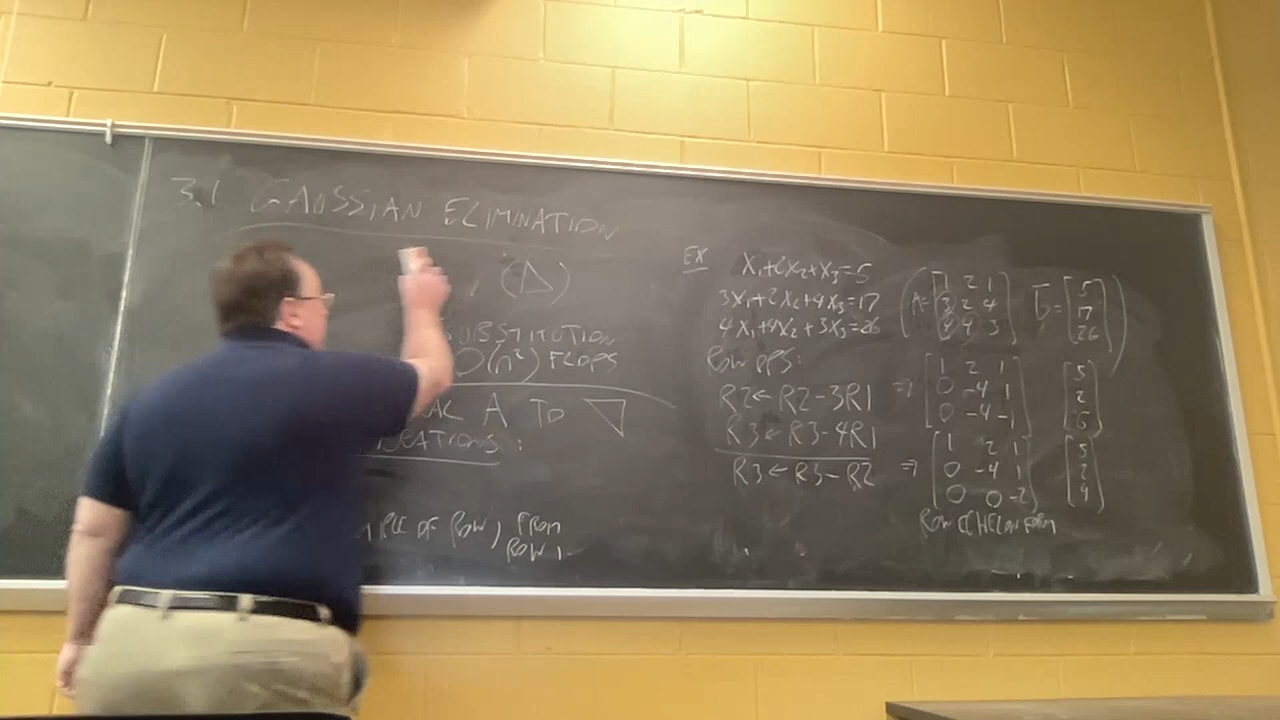 3.1 GAUSSIAN ELIMINATION
, (△)
SUBSTITUTION
O(n²) FLOPS
A TO ▽
:
OF ROW j FROM
ROW i
EX
X₁+2X₂+X₃=5
3X₁+2X₂+4X₃=17
4X₁+4X₂+3X₃=26
(A=[1 2 1
3 2 4
4 4 3]
b=[5
17
26])
ROW OPS:
R2←R2-3R1
R3←R3-4R1
⇒ [1 2 1
0 -4 1
0 -4 -1]
[5
2
6]
R3←R3-R2
⇒ [1 2 1
0 -4 1
0 0 -2]
[5
2
4]
ROW ECHELON FORM